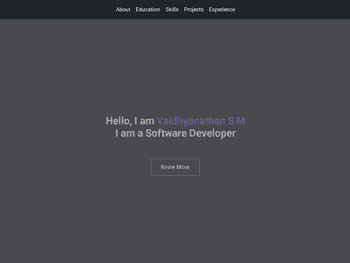 About Education Skills Projects Experience
Hello, I am Vaidhyanathan S M
I am a Software Developer
Know More